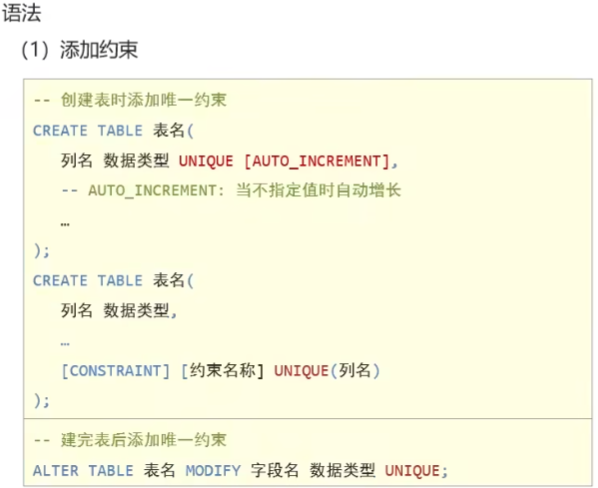 语法
（1）添加约束
-- 创建表时添加唯一约束
CREATE TABLE 表名(
列名 数据类型 UNIQUE [AUTO_INCREMENT],
-- AUTO_INCREMENT: 当不指定值时自动增长
…
);
CREATE TABLE 表名(
列名 数据类型,
…
[CONSTRAINT] [约束名称] UNIQUE(列名)
);
-- 建完表后添加唯一约束
ALTER TABLE 表名 MODIFY 字段名 数据类型 UNIQUE;